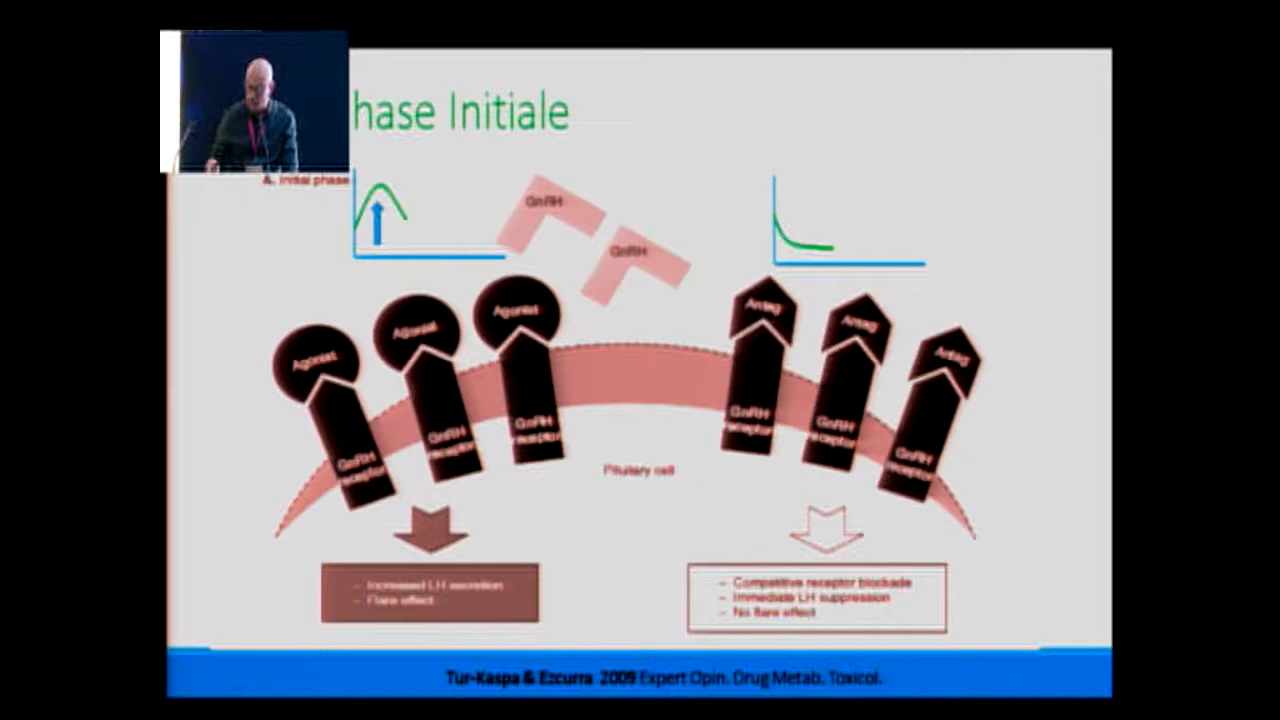 hase Initiale
A. Initial phase
GnRH
GnRH
Agonist
Agonist
Agonist
Antag
Antag
Antag
GnRH
receptor
GnRH
receptor
GnRH
receptor
GnRH
receptor
GnRH
receptor
GnRH
receptor
Pituitary cell
– Increased LH secretion
– Flare effect
– Competitive receptor blockade
– Immediate LH suppression
– No flare effect
Tur-Kaspa & Ezcurra 2009 Expert Opin. Drug Metab. Toxicol.